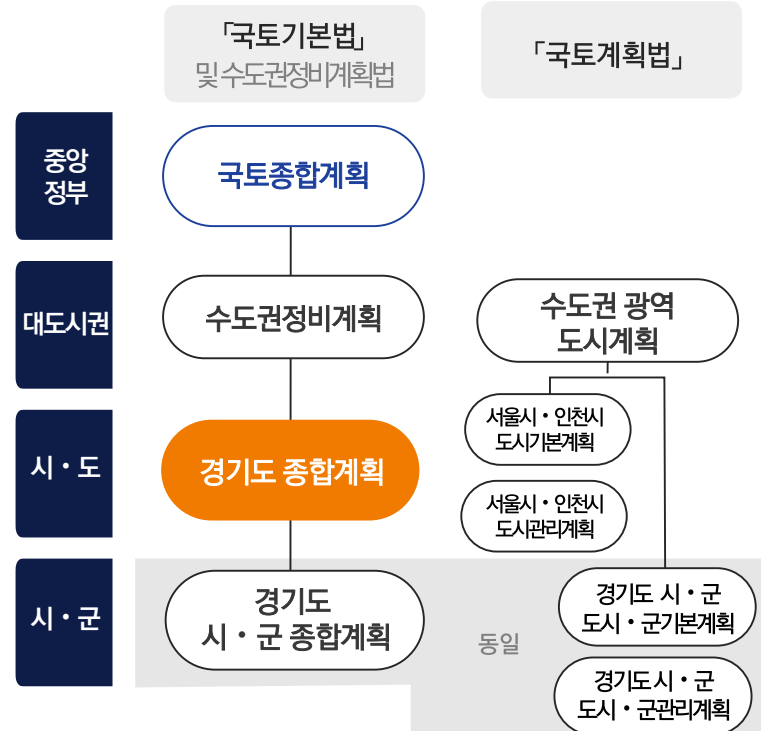 「국토기본법」
및 수도권정비계획법
「국토계획법」
중앙
정부
국토종합계획
대도시권
수도권정비계획
수도권 광역
도시계획
시・도
경기도 종합계획
서울시・인천시
도시기본계획
서울시・인천시
도시관리계획
시・군
경기도
시・군 종합계획
동일
경기도 시・군
도시・군기본계획
경기도 시・군
도시・군관리계획